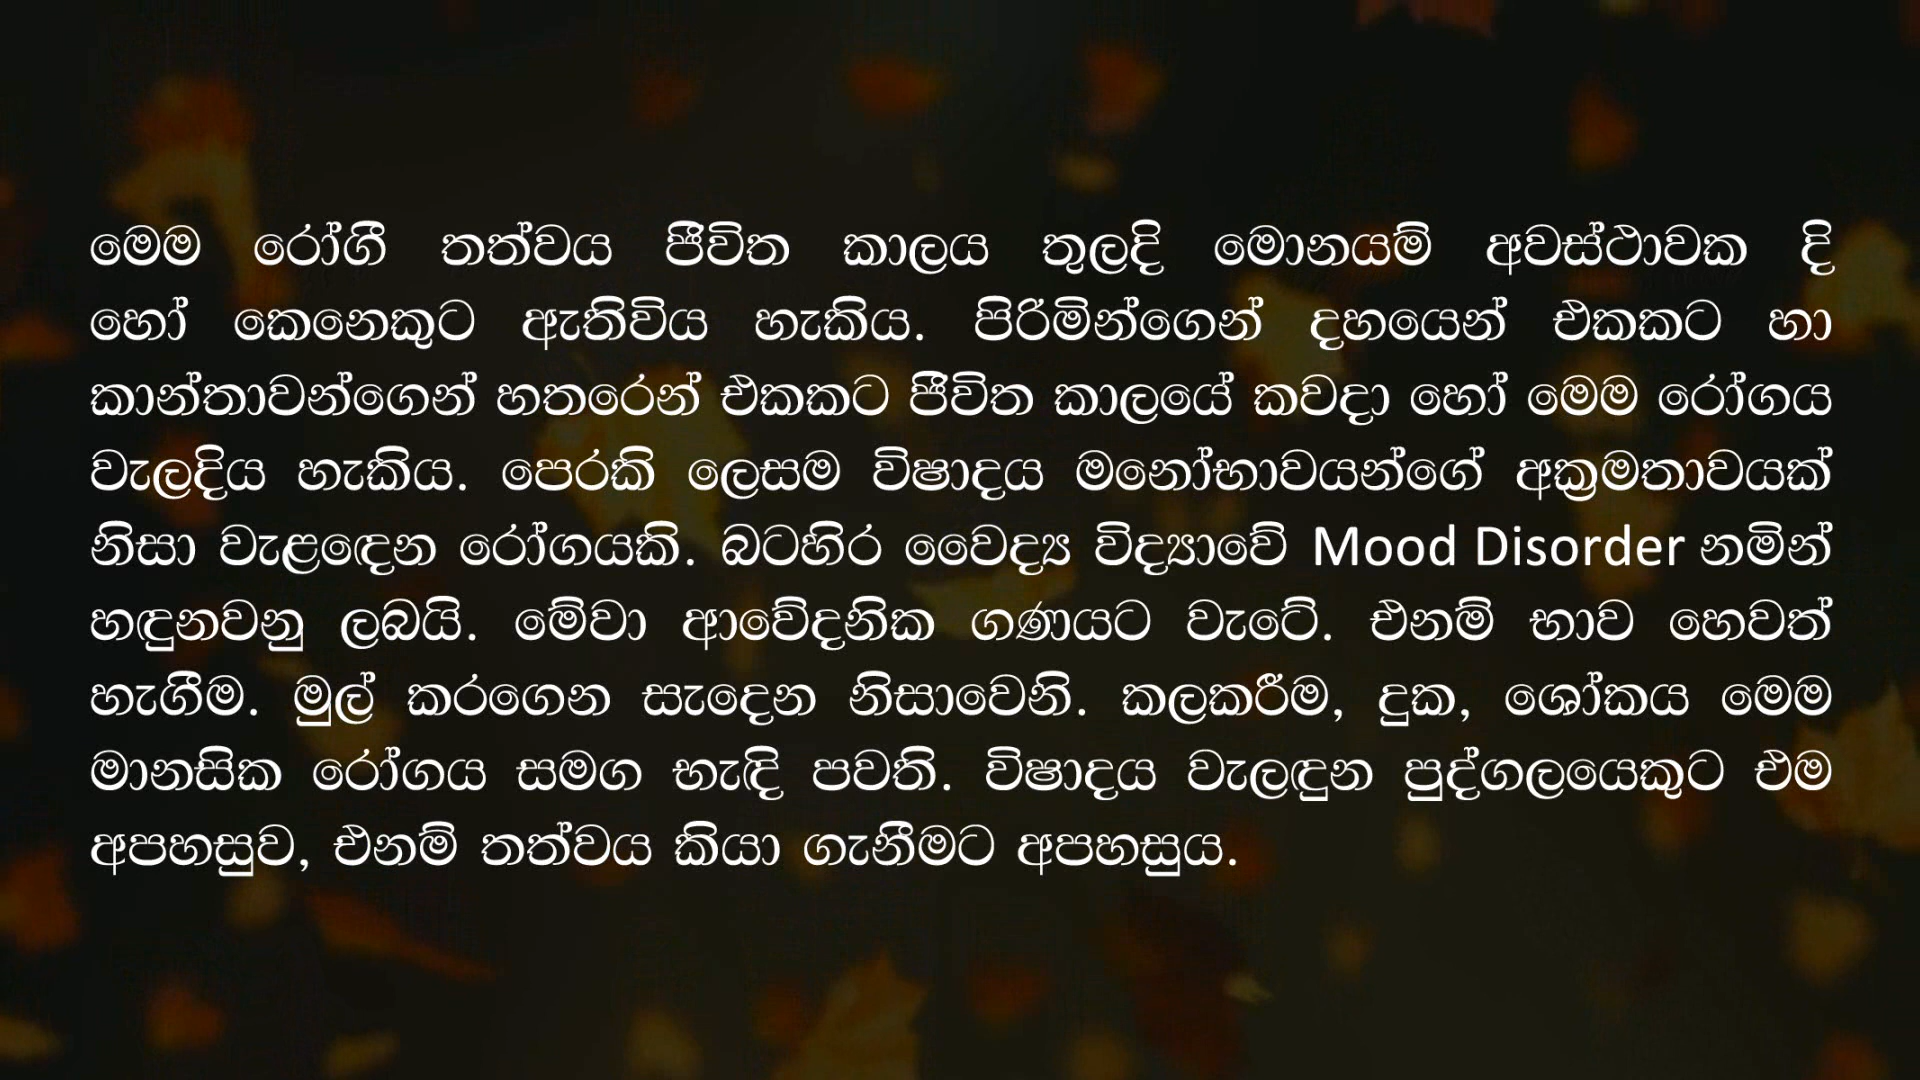 මෙම රෝගී තත්වය ජීවිත කාලය තුලදි මොනයම් අවස්ථාවක දි
හෝ කෙනෙකුට ඇතිවිය හැකිය. පිරිමින්ගෙන් දහයෙන් එකකට හා
කාන්තාවන්ගෙන් හතරෙන් එකකට ජීවිත කාලයේ කවදා හෝ මෙම රෝගය
වැලදිය හැකිය. පෙරකි ලෙසම විෂාදය මනෝභාවයන්ගේ අක්‍රමතාවයක්
නිසා වැළඳෙන රෝගයකි. බටහිර වෛද්‍ය විද්‍යාවේ Mood Disorder නමින්
හඳුනවනු ලබයි. මේවා ආවේදනික ගණයට වැටේ. එනම් භාව හෙවත්
හැගීම. මුල් කරගෙන සැදෙන නිසාවෙනි. කලකරීම, දුක, ශෝකය මෙම
මානසික රෝගය සමග භැඳි පවති. විෂාදය වැලඳුන පුද්ගලයෙකුට එම
අපහසුව, එනම් තත්වය කියා ගැනීමට අපහසුය.